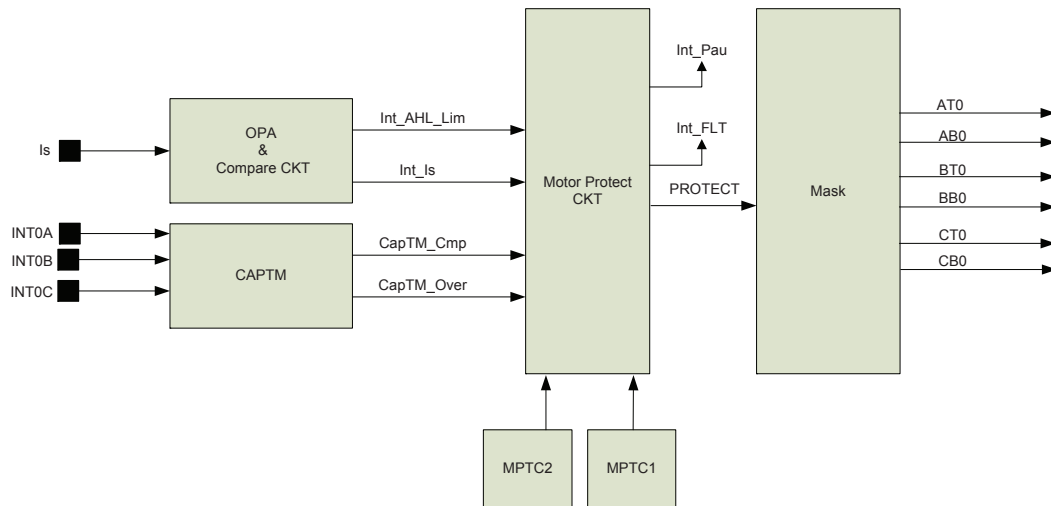 Is
INT0A
INT0B
INT0C
OPA
&
Compare CKT
CAPTM
Int_AHL_Lim
Int_Is
CapTM_Cmp
CapTM_Over
Motor Protect
CKT
MPTC2
MPTC1
Int_Pau
Int_FLT
PROTECT
Mask
AT0
AB0
BT0
BB0
CT0
CB0